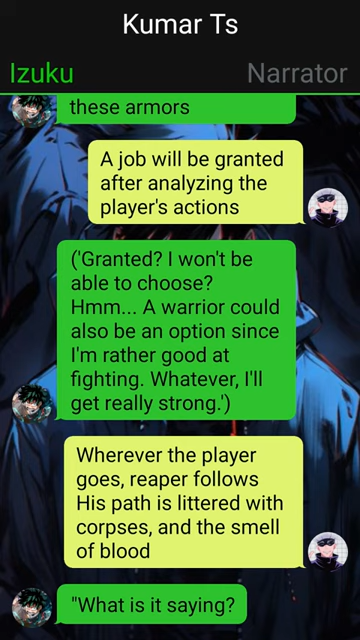 Kumar Ts
Izuku
Narrator
these armors
A job will be granted
after analyzing the
player's actions
('Granted? I won't be
able to choose?
Hmm... A warrior could
also be an option since
I'm rather good at
fighting. Whatever, I'll
get really strong.')
Wherever the player
goes, reaper follows
His path is littered with
corpses, and the smell
of blood
"What is it saying?